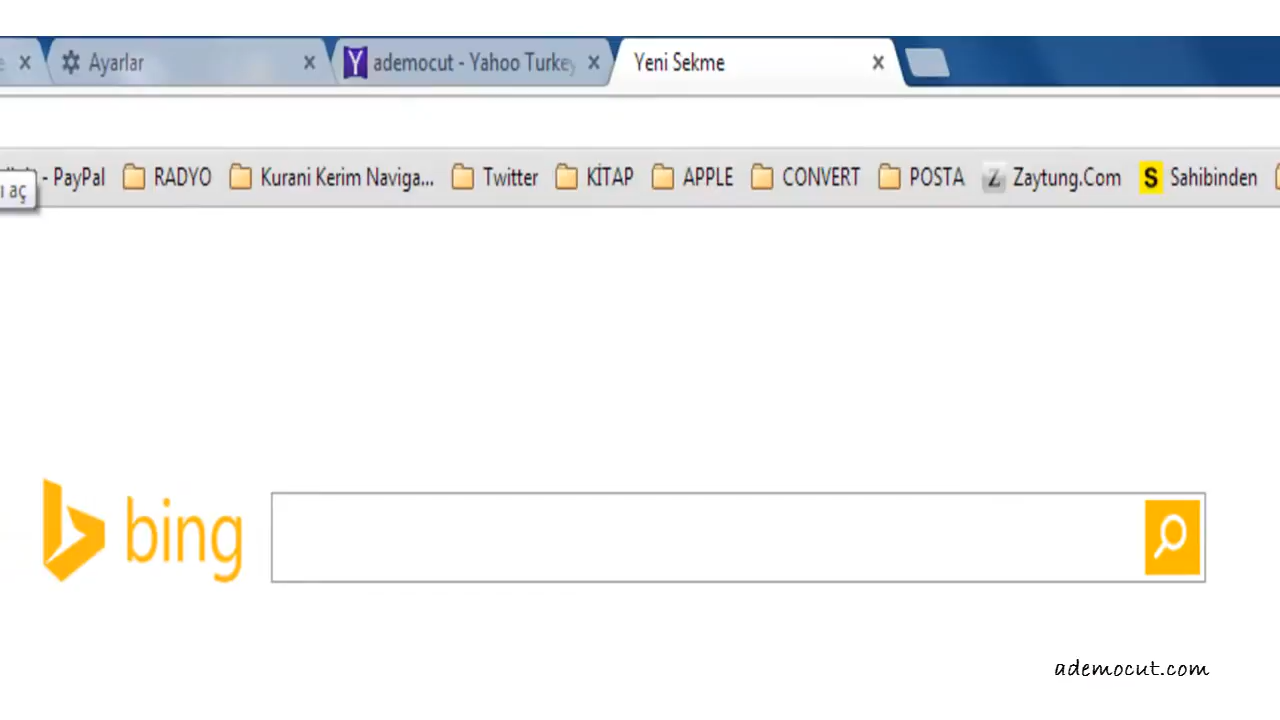 Ayarlar ademocut - Yahoo Turkey Yeni Sekme
- PayPal RADYO Kurani Kerim Naviga... Twitter KİTAP APPLE CONVERT POSTA Z Zaytung.Com S Sahibinden
aç
bing
ademocut.com